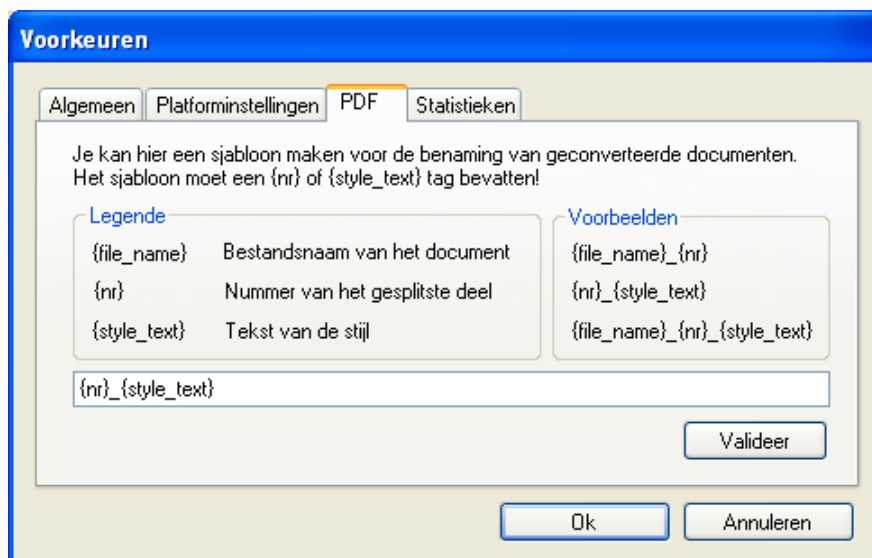 Voorkeuren
Algemeen Platforminstellingen PDF Statistieken
Je kan hier een sjabloon maken voor de benaming van geconverteerde documenten.
Het sjabloon moet een {nr} of {style_text} tag bevatten!
Legende
{file_name} Bestandsnaam van het document
{nr} Nummer van het gesplitste deel
{style_text} Tekst van de stijl
Voorbeelden
{file_name}_{nr}
{nr}_{style_text}
{file_name}_{nr}_{style_text}
{nr}_{style_text}
Valideer
Ok Annuleren